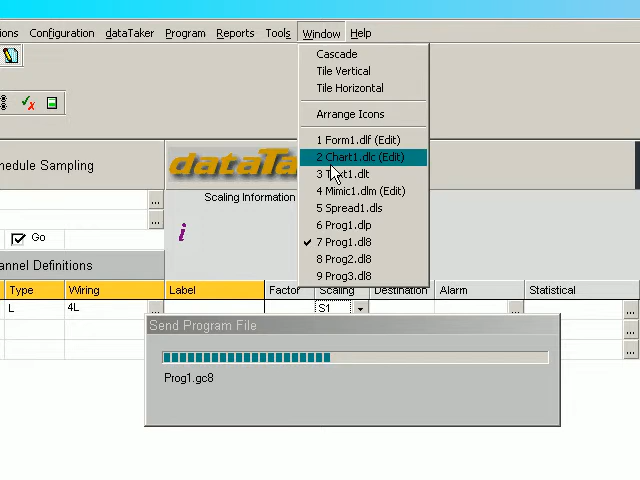 ons Configuration dataTaker Program Reports Tools Window Help
Cascade
Tile Vertical
Tile Horizontal
Arrange Icons
1 Form1.dlf (Edit)
2 Chart1.dlc (Edit)
3 Text1.dlt
4 Mimic1.dlm (Edit)
5 Spread1.dls
6 Prog1.dlp
7 Prog1.dl8
8 Prog2.dl8
9 Prog3.dl8
hedule Sampling
dataTa
Scaling Information
i
Go
annel Definitions
Type Wiring Label Factor Scaling Destination Alarm Statistical
L 4L ... S1 ... ...
Send Program File
Prog1.gc8